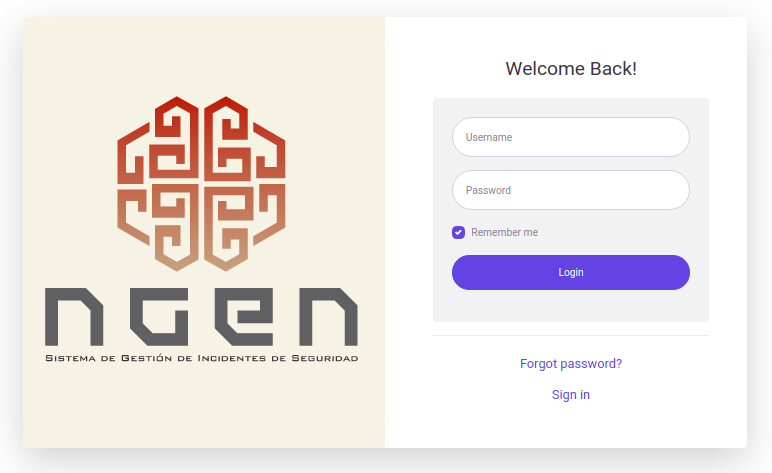 NGEN
Sistema de Gestión de Incidentes de Seguridad
Welcome Back!
Username
Password
Remember me
Login
Forgot password?
Sign in